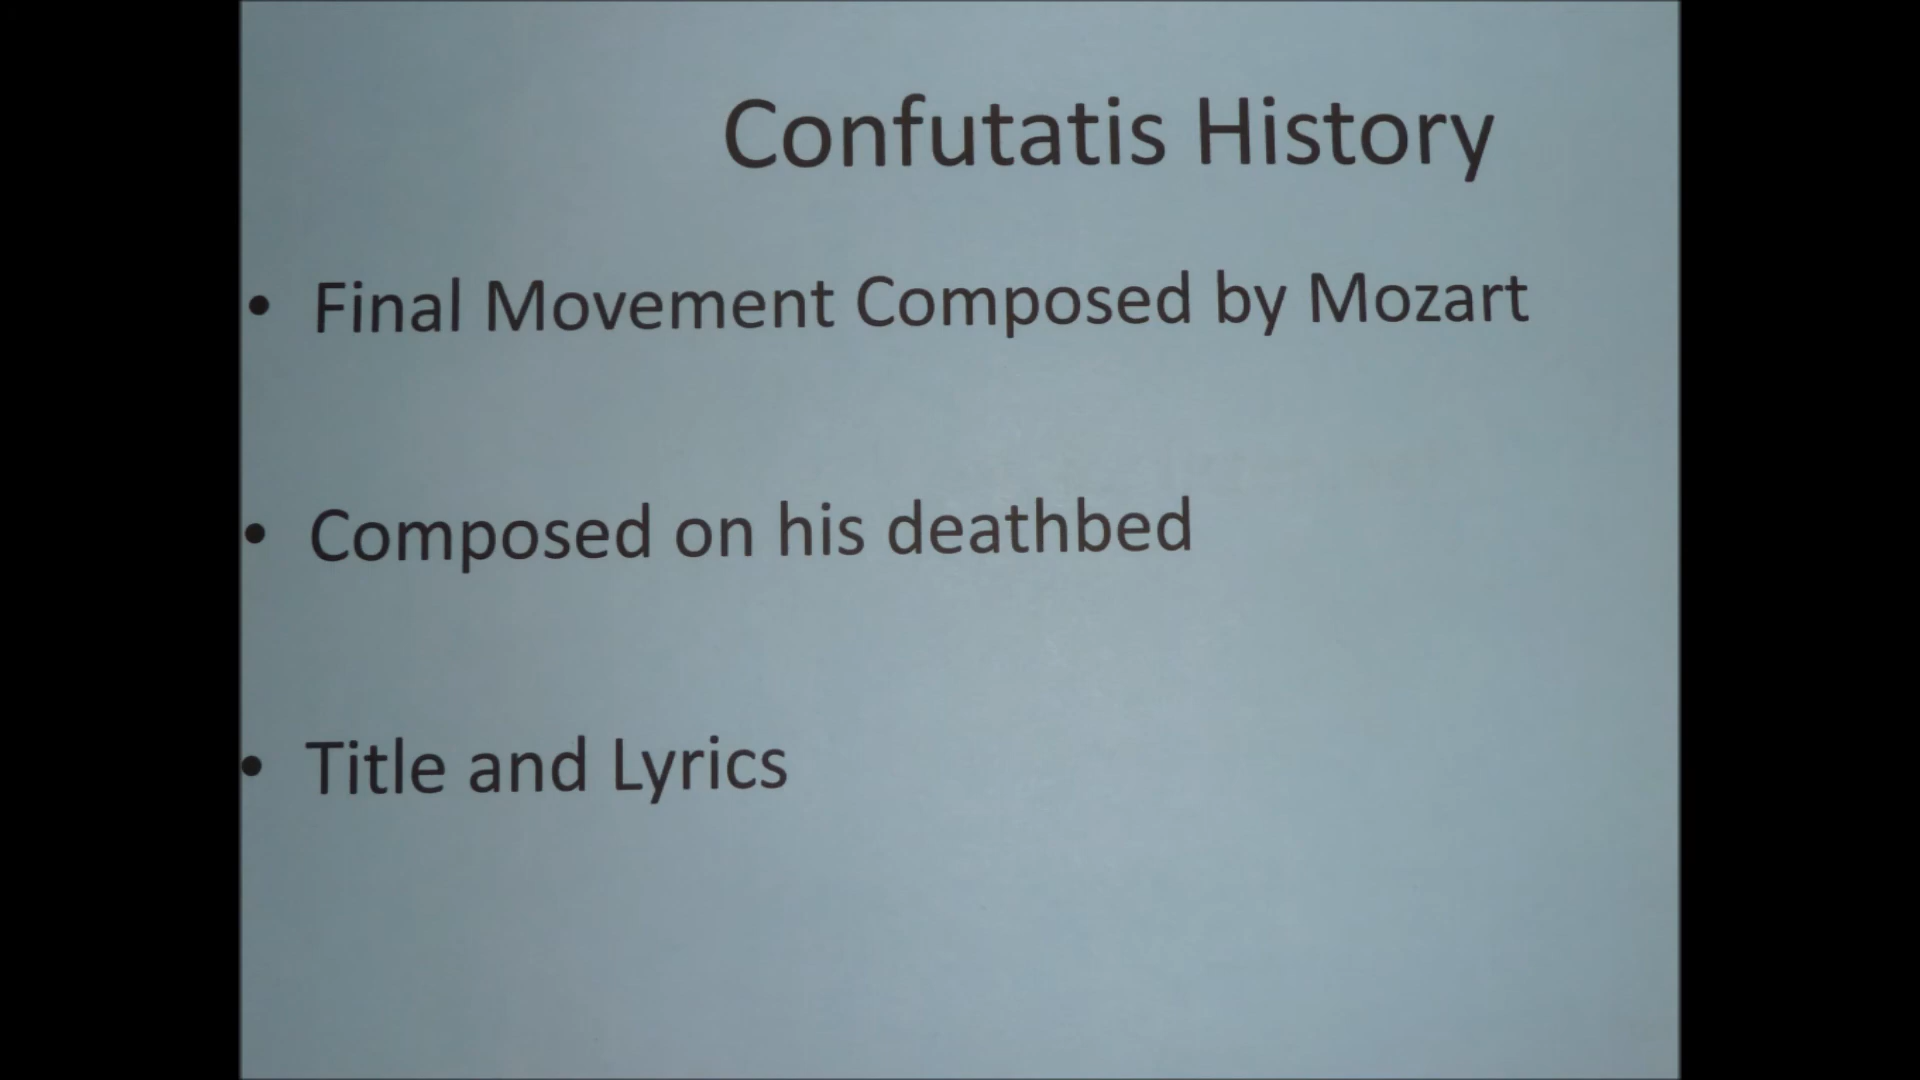 Confutatis History
• Final Movement Composed by Mozart
• Composed on his deathbed
• Title and Lyrics